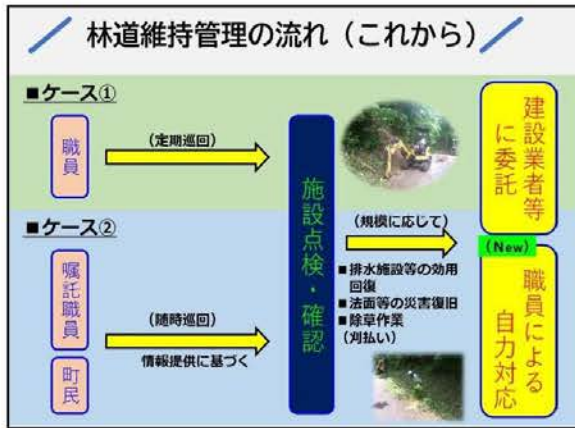 林道維持管理の流れ（これから）
■ケース①
職員
（定期巡回）
■ケース②
嘱託職員
町民
（随時巡回）
情報提供に基づく
施設点検・確認
（規模に応じて）
■排水施設等の効用
回復
■法面等の災害復旧
■除草作業
（刈払い）
建設業者等
に委託
（New）
職員による
自力対応